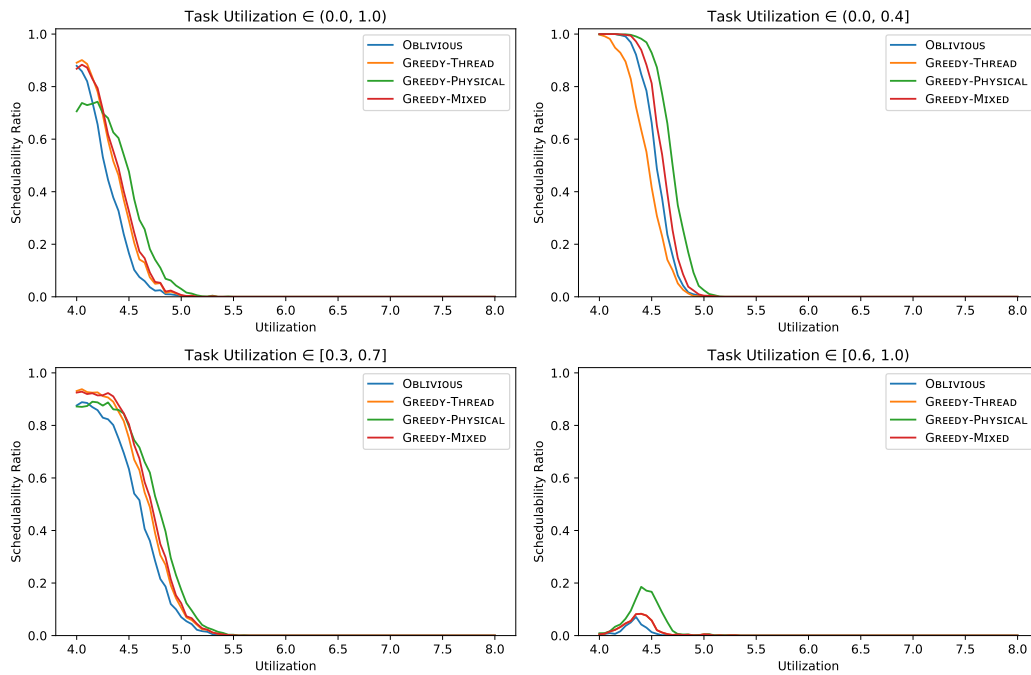 Task Utilization ∈ (0.0, 1.0)
Schedulability Ratio
1.0
0.8
0.6
0.4
0.2
0.0
Oblivious
Greedy-Thread
Greedy-Physical
Greedy-Mixed
4.0 4.5 5.0 5.5 6.0 6.5 7.0 7.5 8.0
Utilization
Task Utilization ∈ (0.0, 0.4]
Schedulability Ratio
1.0
0.8
0.6
0.4
0.2
0.0
Oblivious
Greedy-Thread
Greedy-Physical
Greedy-Mixed
4.0 4.5 5.0 5.5 6.0 6.5 7.0 7.5 8.0
Utilization
Task Utilization ∈ [0.3, 0.7]
Schedulability Ratio
1.0
0.8
0.6
0.4
0.2
0.0
Oblivious
Greedy-Thread
Greedy-Physical
Greedy-Mixed
4.0 4.5 5.0 5.5 6.0 6.5 7.0 7.5 8.0
Utilization
Task Utilization ∈ [0.6, 1.0)
Schedulability Ratio
1.0
0.8
0.6
0.4
0.2
0.0
Oblivious
Greedy-Thread
Greedy-Physical
Greedy-Mixed
4.0 4.5 5.0 5.5 6.0 6.5 7.0 7.5 8.0
Utilization